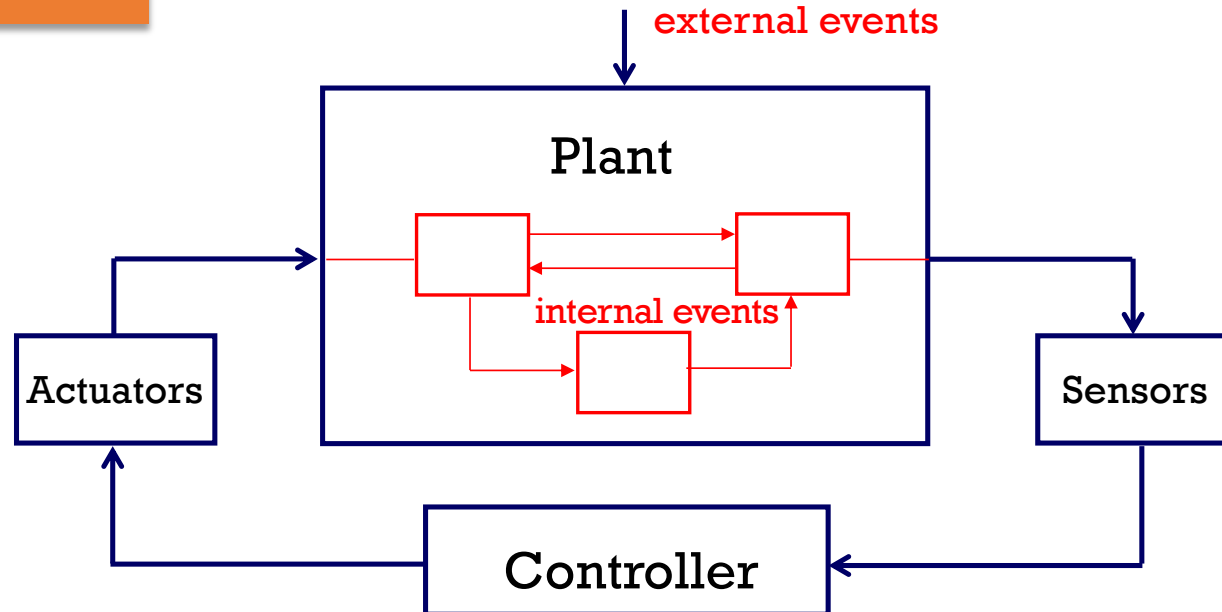 external events
Plant
internal events
Actuators
Sensors
Controller